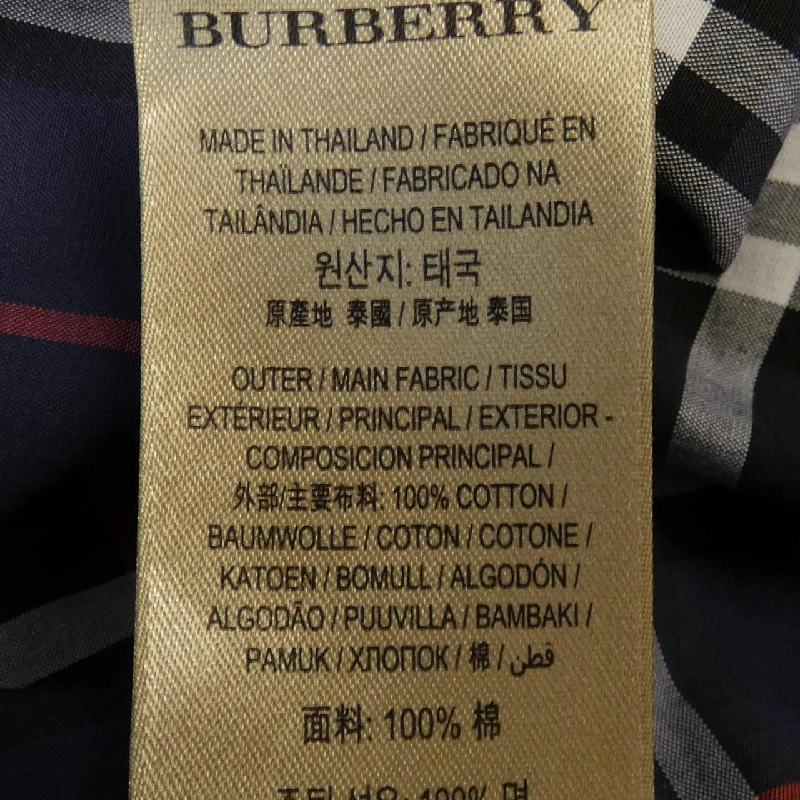 BURBERRY
MADE IN THAILAND / FABRIQUÉ EN
THAÏLANDE / FABRICADO NA
TAILÂNDIA / HECHO EN TAILANDIA
원산지: 태국
原產地 泰國 / 原产地 泰国
OUTER / MAIN FABRIC / TISSU
EXTÉRIEUR / PRINCIPAL / EXTERIOR -
COMPOSICION PRINCIPAL /
外部/主要布料: 100% COTTON /
BAUMWOLLE / COTON / COTONE /
KATOEN / BOMULL / ALGODÓN /
ALGODÃO / PUUVILLA / BAMBAKI /
PAMUK / ХЛОПОК / 棉 / قطن
面料: 100% 棉
100% 면